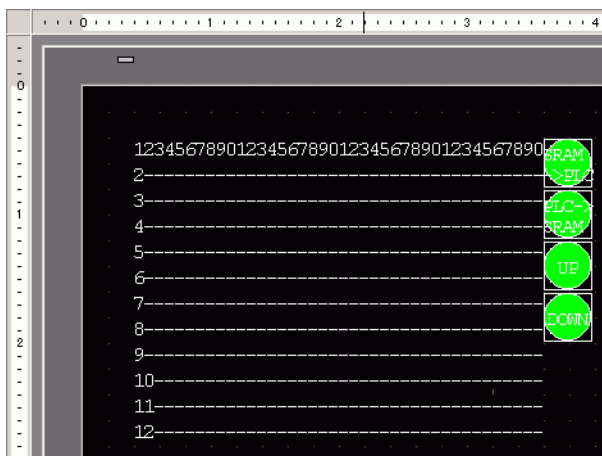 0 1 2 3 4
0
1
2
1234567890123456789012345678901234567890
2---------------------------------------
3---------------------------------------
4---------------------------------------
5---------------------------------------
6---------------------------------------
7---------------------------------------
8---------------------------------------
9---------------------------------------
10--------------------------------------
11--------------------------------------
12--------------------------------------
SRAM
->PLC
PLC->
SRAM
UP
DOWN